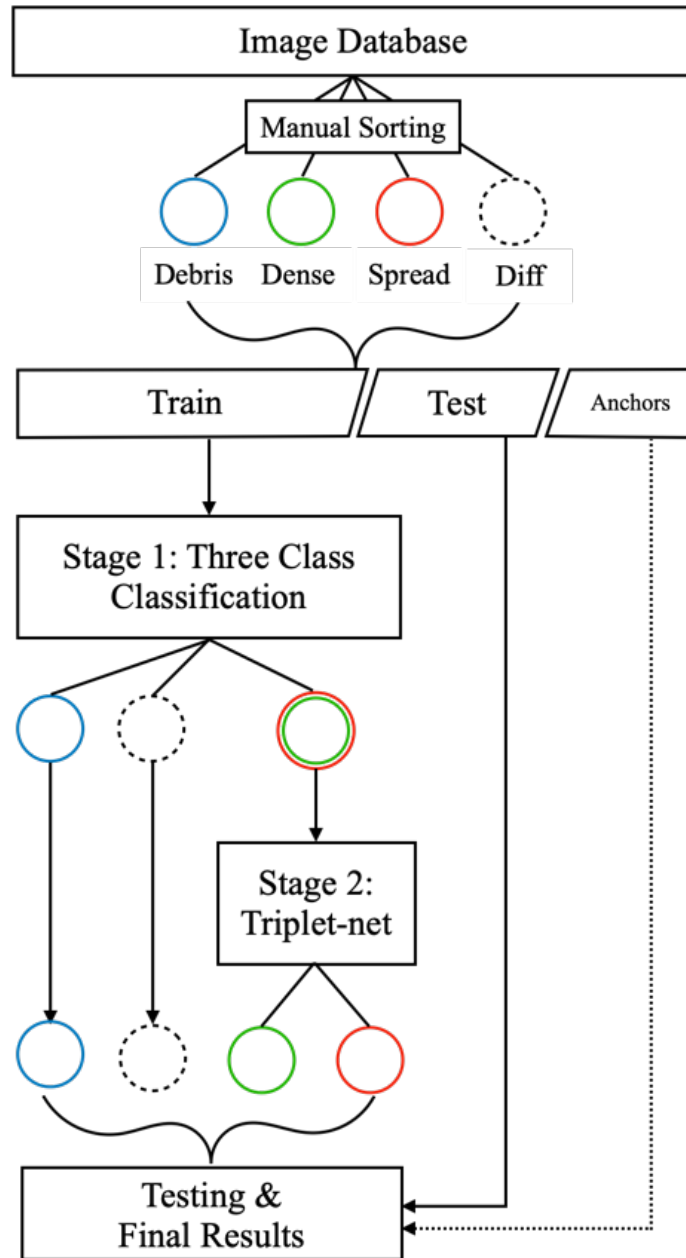 Image Database
Manual Sorting
Debris Dense Spread Diff
Train Test Anchors
Stage 1: Three Class
Classification
Stage 2:
Triplet-net
Testing &
Final Results